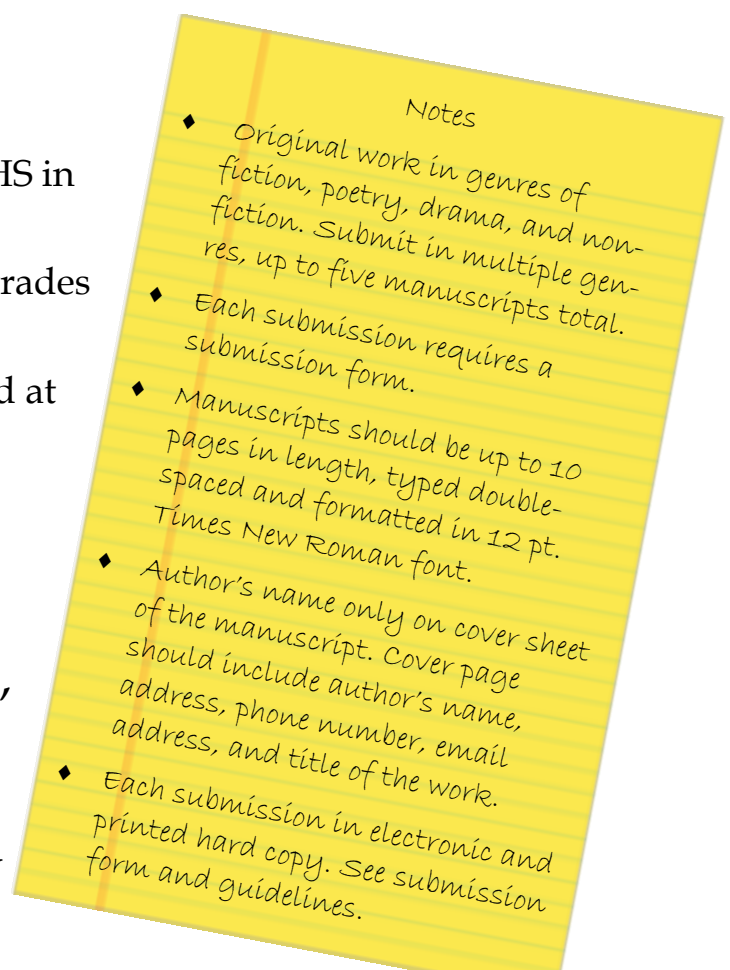 HS in
rades
d at
,
Notes
♦ Original work in genres of
fiction, poetry, drama, and non-
fiction. Submit in multiple gen-
res, up to five manuscripts total.
♦ Each submission requires a
submission form.
♦ Manuscripts should be up to 10
pages in length, typed double-
spaced and formatted in 12 pt.
Times New Roman font.
♦ Author's name only on cover sheet
of the manuscript. Cover page
should include author's name,
address, phone number, email
address, and title of the work.
♦ Each submission in electronic and
printed hard copy. See submission
form and guidelines.